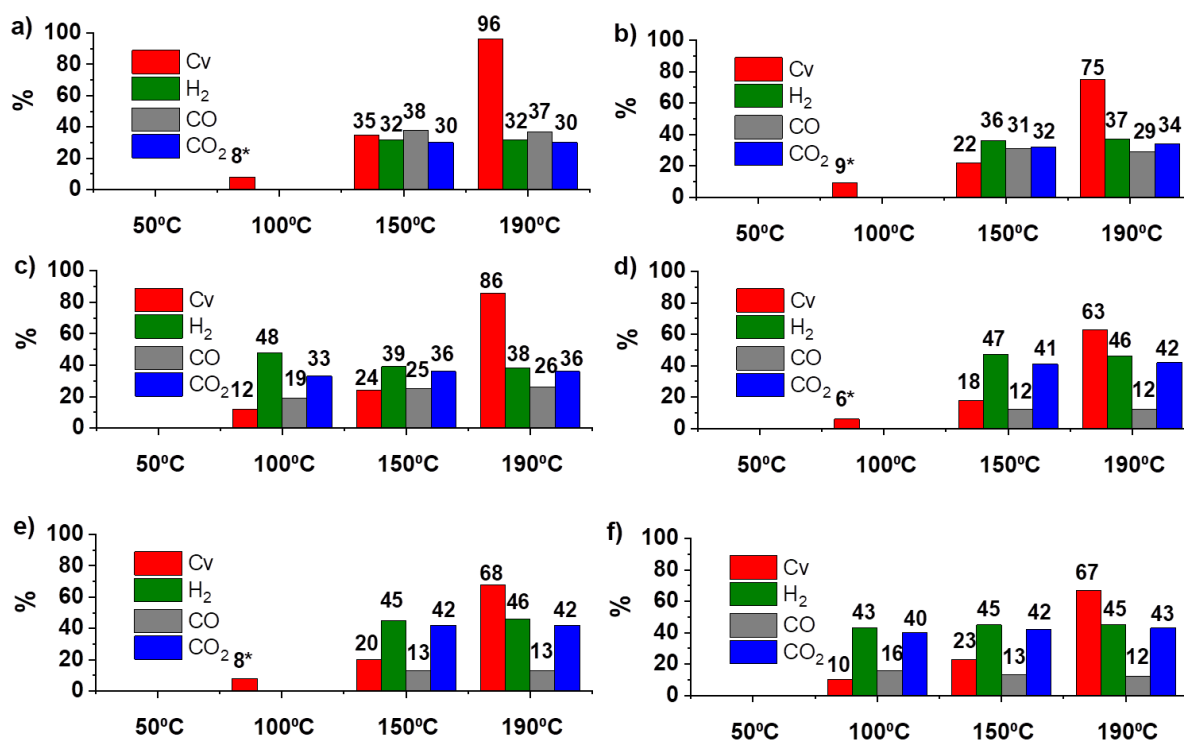 a)
100
80
60
40
20
0
%
Cv
H₂
CO
CO₂
8*
35
32
38
30
96
32
37
30
50ºC
100ºC
150ºC
190ºC
b)
100
80
60
40
20
0
%
Cv
H₂
CO
CO₂
9*
22
36
31
32
75
37
29
34
50ºC
100ºC
150ºC
190ºC
c)
100
80
60
40
20
0
%
Cv
H₂
CO
CO₂
12
48
19
33
24
39
25
36
86
38
26
36
50ºC
100ºC
150ºC
190ºC
d)
100
80
60
40
20
0
%
Cv
H₂
CO
CO₂
6*
18
47
12
41
63
46
12
42
50ºC
100ºC
150ºC
190ºC
e)
100
80
60
40
20
0
%
Cv
H₂
CO
CO₂
8*
20
45
13
42
68
46
13
42
50ºC
100ºC
150ºC
190ºC
f)
100
80
60
40
20
0
%
Cv
H₂
CO
CO₂
10
43
16
40
23
45
13
42
67
45
12
43
50ºC
100ºC
150ºC
190ºC